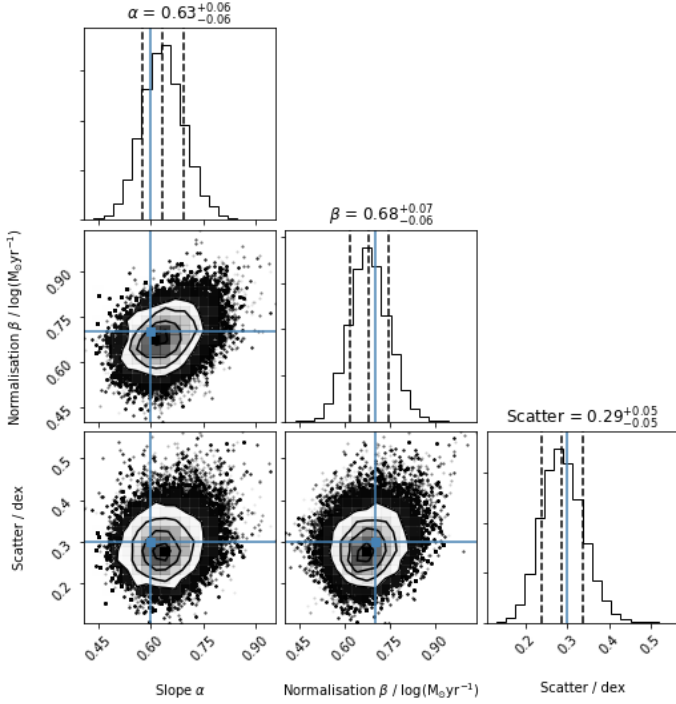 α = 0.63+0.06 −0.06
β = 0.68+0.07 −0.06
Scatter = 0.29+0.05 −0.05
Normalisation β / log(M⊙yr⁻¹)
0.90
0.75
0.60
0.45
Scatter / dex
0.5
0.4
0.3
0.2
0.45 0.60 0.75 0.90
0.45 0.60 0.75 0.90
0.2 0.3 0.4 0.5
Slope α
Normalisation β / log(M⊙yr⁻¹)
Scatter / dex